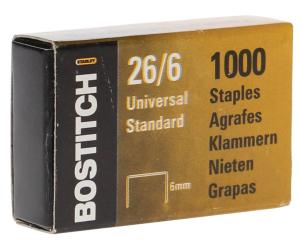 STANLEY
BOSTITCH
26/6
Universal
Standard
6mm
1000
Staples
Agrafes
Klammern
Nieten
Grapas